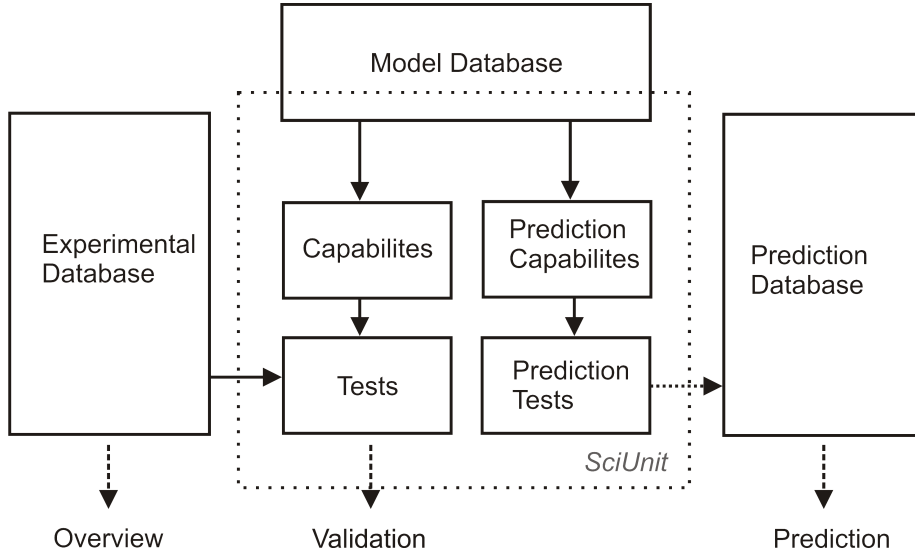 Model Database
Experimental
Database
Capabilites
Prediction
Capabilites
Prediction
Database
Tests
Prediction
Tests
SciUnit
Overview
Validation
Prediction